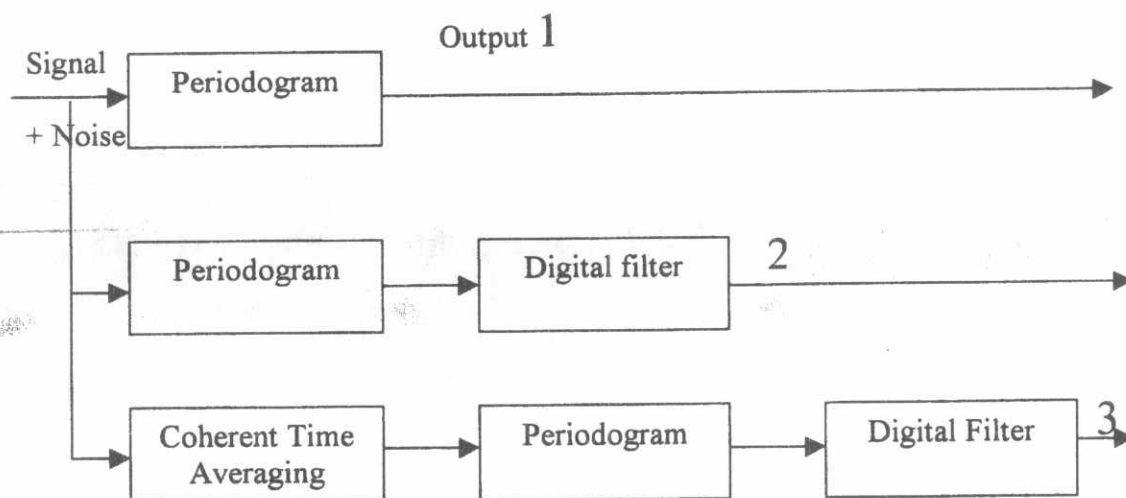 Output 1
Signal
Periodogram
+ Noise
Periodogram
Digital filter
2
Coherent Time
Averaging
Periodogram
Digital Filter
3